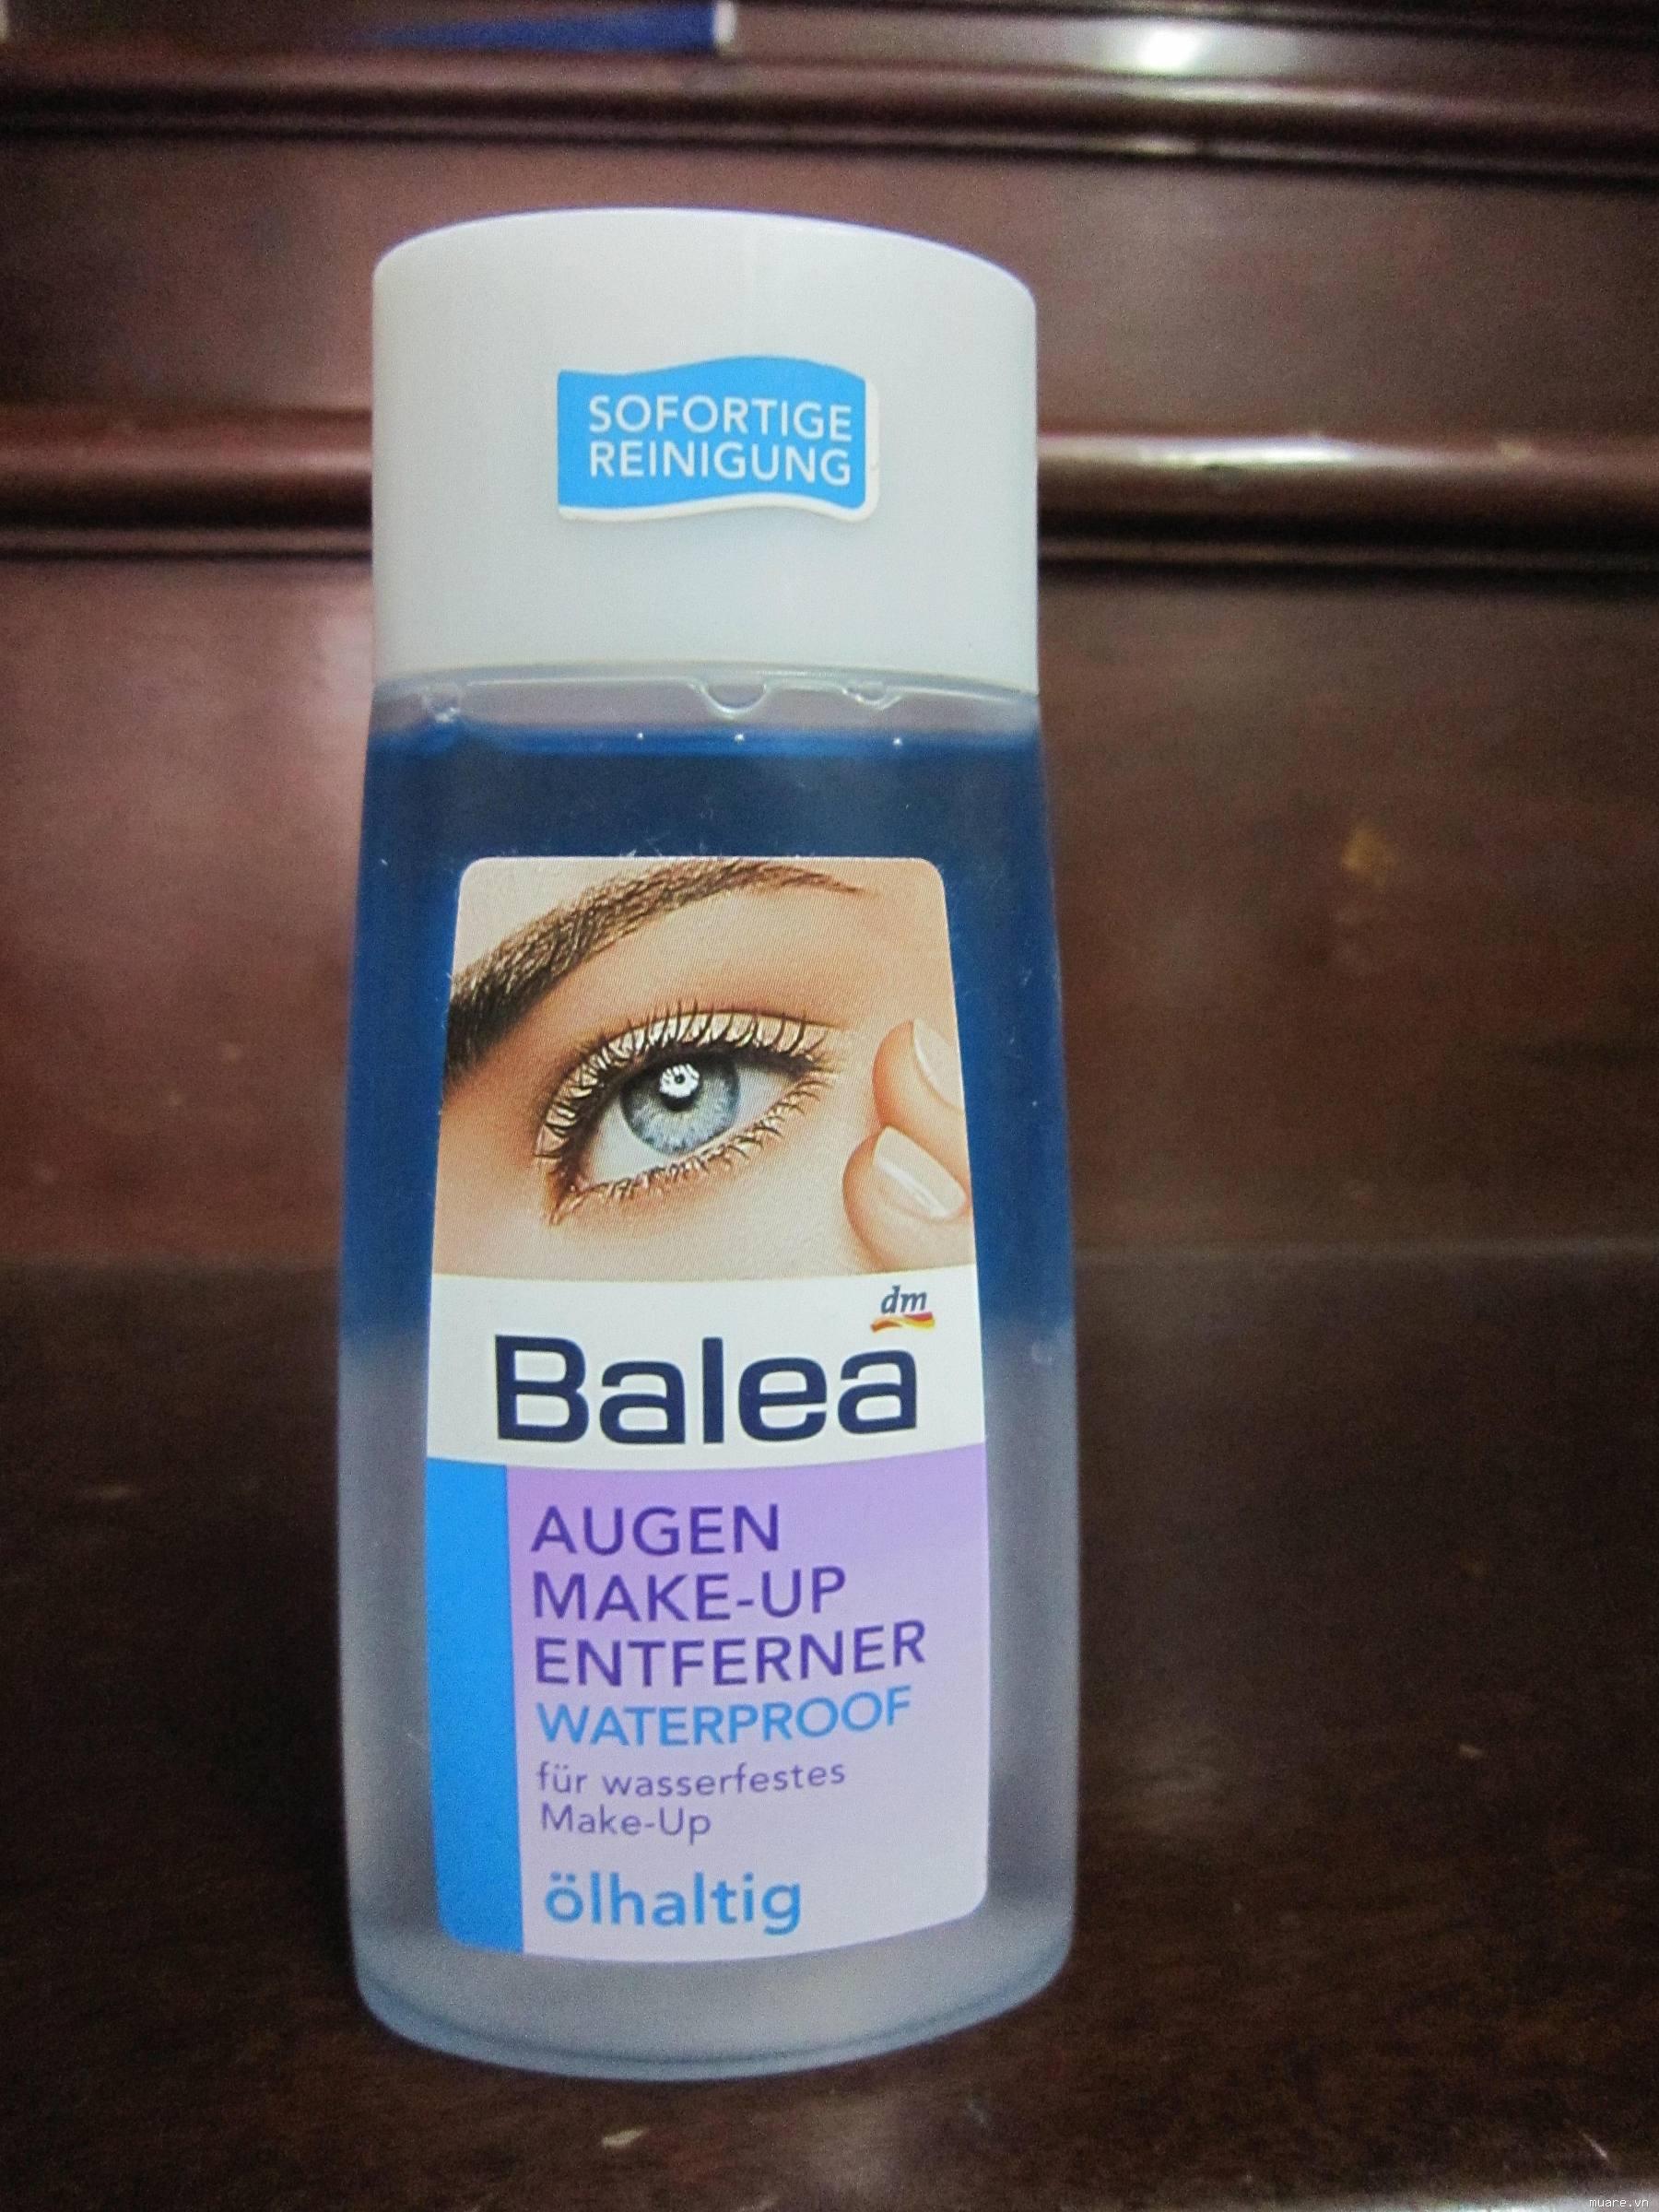 SOFORTIGE
REINIGUNG
dm
Balea
AUGEN
MAKE-UP
ENTFERNER
WATERPROOF
für wasserfestes
Make-Up
ölhaltig
muare.vn